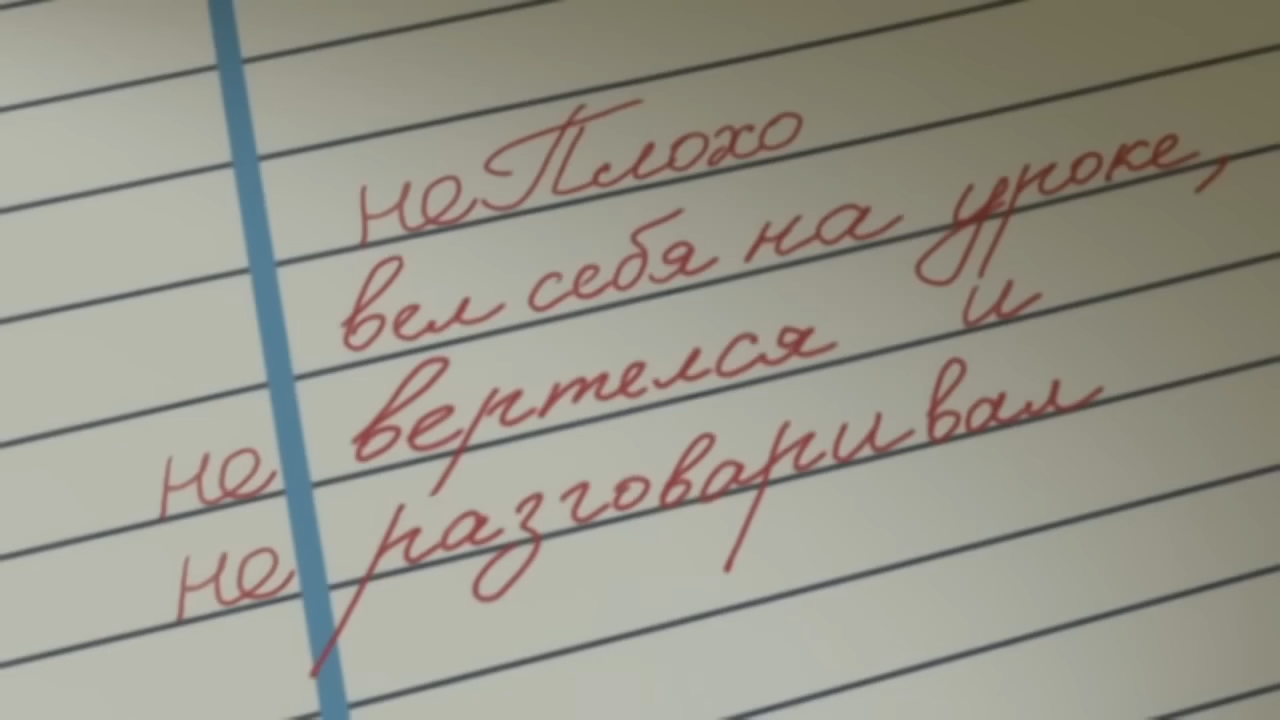 неПлохо
вел себя на уроке,
не вертелся и
не разговаривал